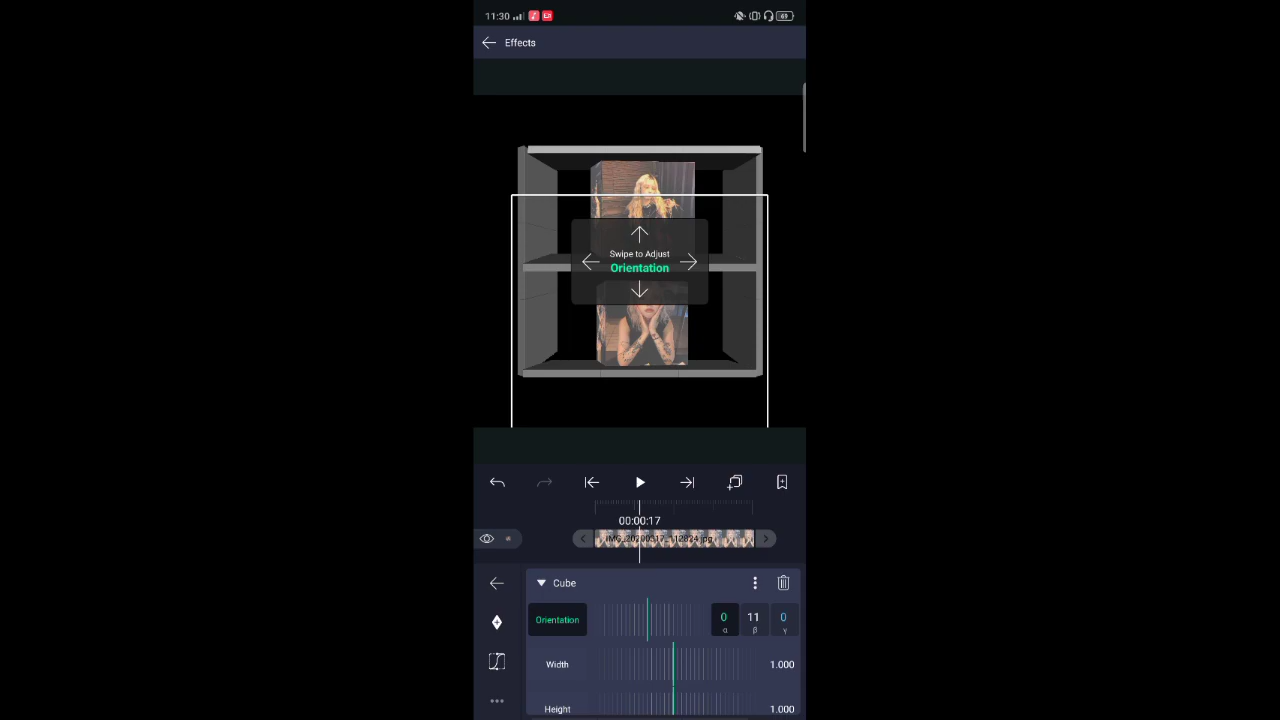 11:30
69
Effects
Swipe to Adjust
Orientation
00:00:17
IMG_20200317_112824.jpg
Cube
Orientation
0
11
0
α
β
γ
Width
1.000
Height
1.000